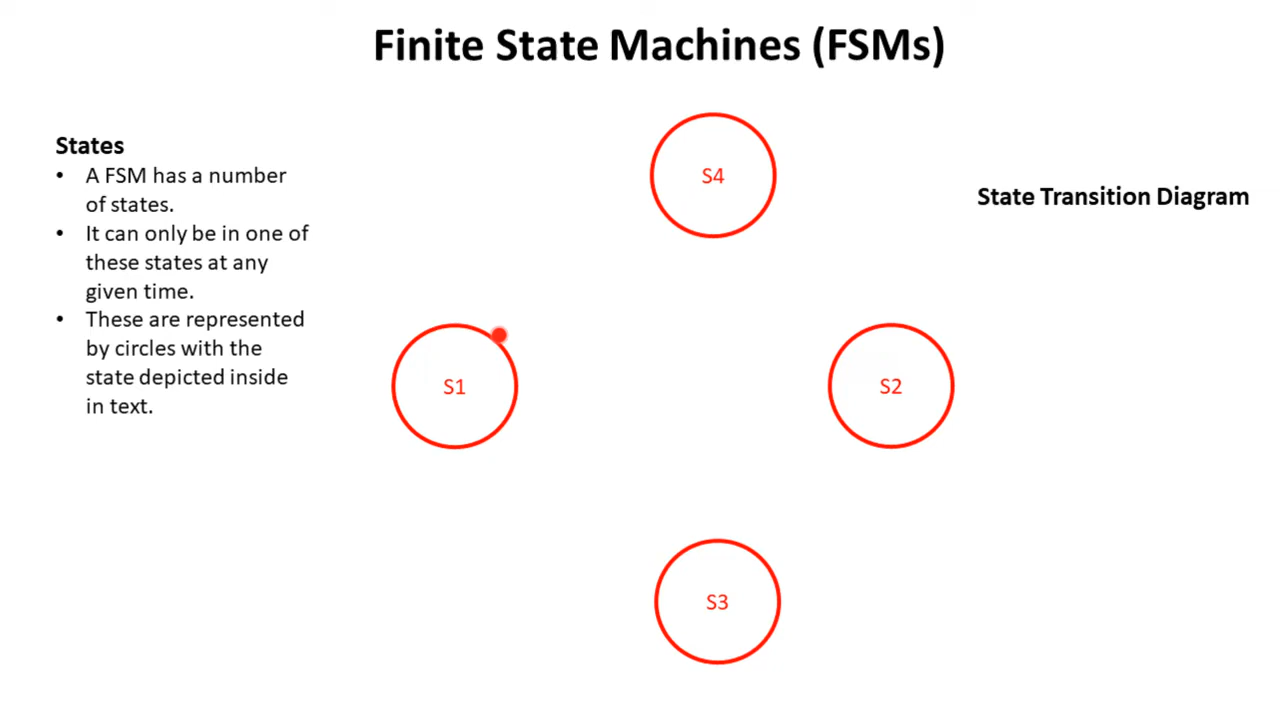 Finite State Machines (FSMs)
States
• A FSM has a number
of states.
• It can only be in one of
these states at any
given time.
• These are represented
by circles with the
state depicted inside
in text.
S4
State Transition Diagram
S1
S2
S3